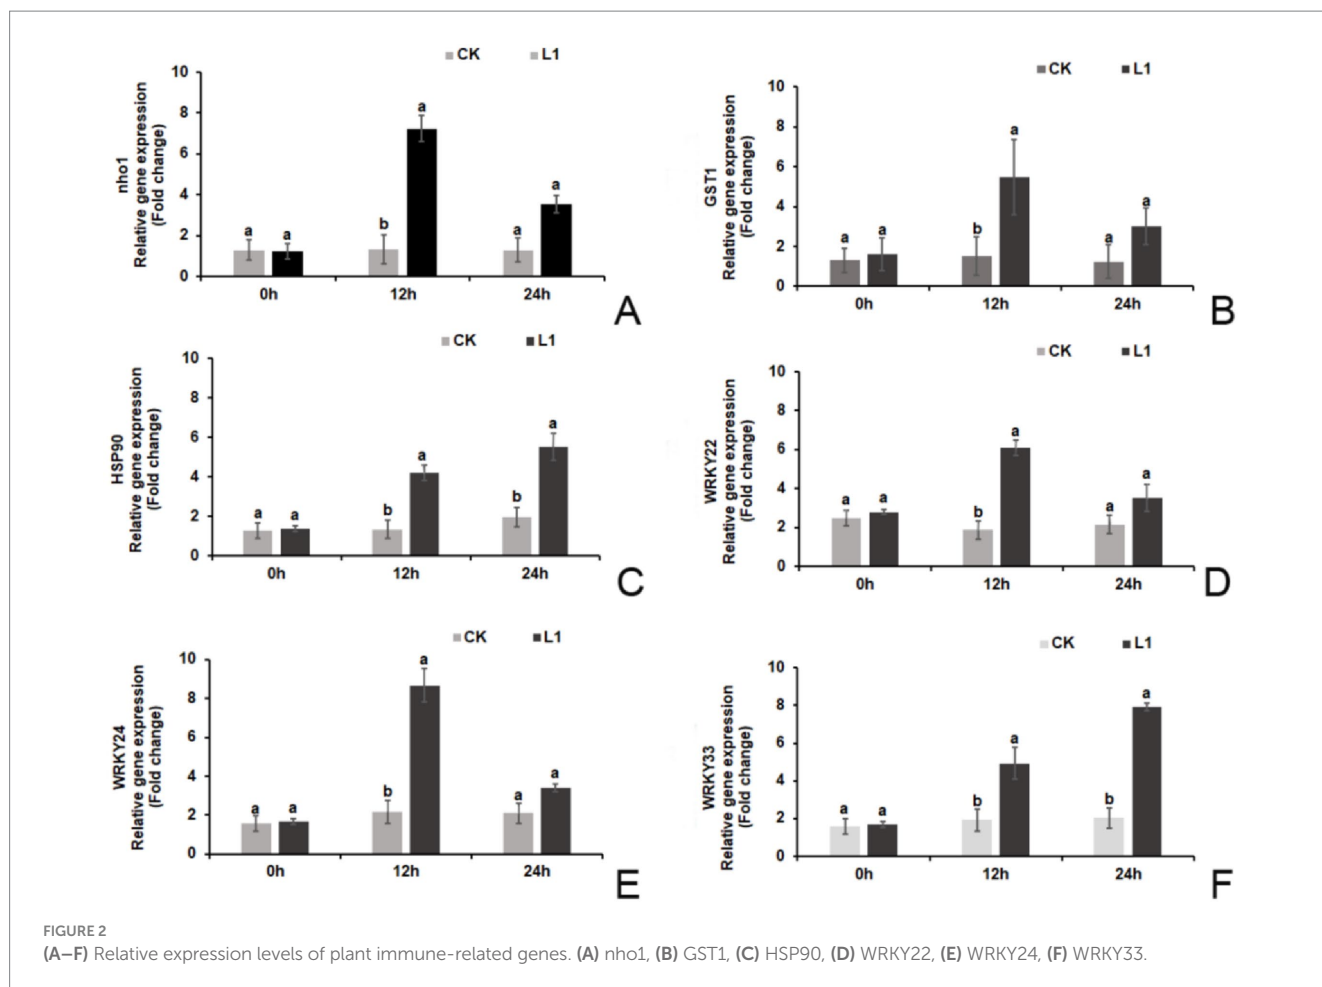 CK L1
nho1
Relative gene expression
(Fold change)
10
8
6
4
2
0
a a b a a a
0h 12h 24h
A
CK L1
GST1
Relative gene expression
(Fold change)
10
8
6
4
2
0
a a b a a a
0h 12h 24h
B
CK L1
HSP90
Relative gene expression
(Fold change)
10
8
6
4
2
0
a a b a b a
0h 12h 24h
C
CK L1
WRKY22
Relative gene expression
(Fold change)
10
8
6
4
2
0
a a b a a a
0h 12h 24h
D
CK L1
WRKY24
Relative gene expression
(Fold change)
10
8
6
4
2
0
a a b a a a
0h 12h 24h
E
CK L1
WRKY33
Relative gene expression
(Fold change)
10
8
6
4
2
0
a a b a b a
0h 12h 24h
F
FIGURE 2
(A–F) Relative expression levels of plant immune-related genes. (A) nho1, (B) GST1, (C) HSP90, (D) WRKY22, (E) WRKY24, (F) WRKY33.